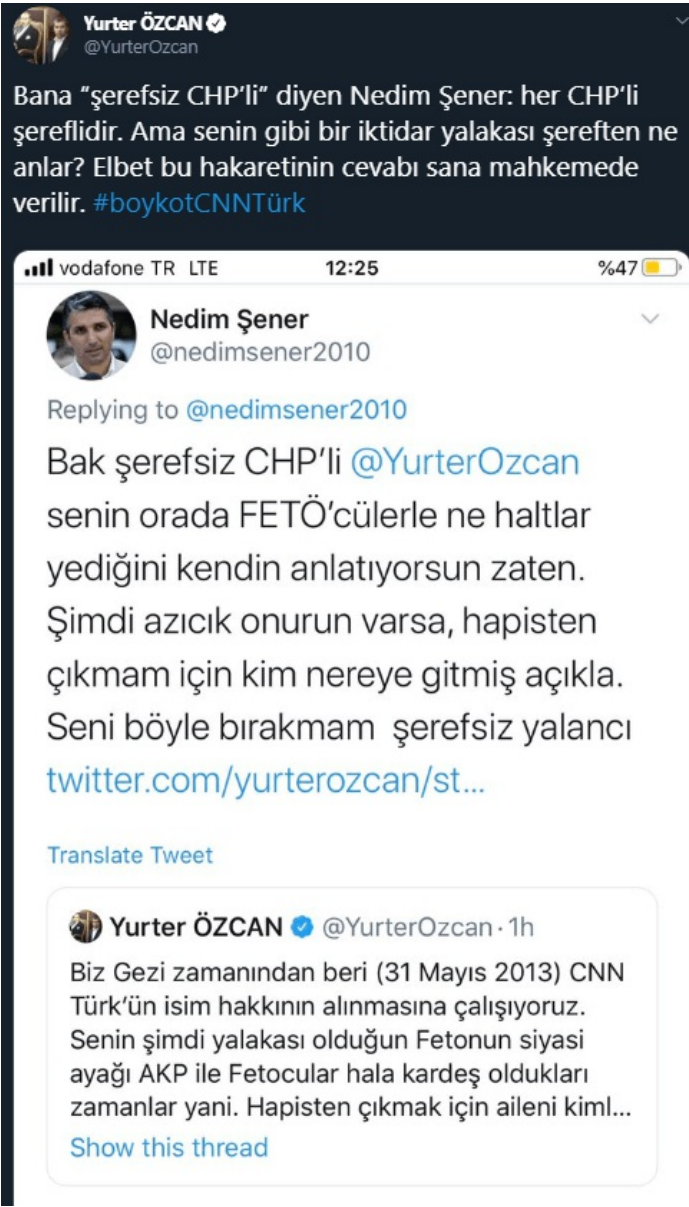 Yurter ÖZCAN
@YurterOzcan
Bana “şerefsiz CHP’li” diyen Nedim Şener: her CHP’li
şereflidir. Ama senin gibi bir iktidar yalakası şereften ne
anlar? Elbet bu hakaretinin cevabı sana mahkemede
verilir. #boykotCNNTürk
vodafone TR LTE 12:25 %47
Nedim Şener
@nedimsener2010
Replying to @nedimsener2010
Bak şerefsiz CHP’li @YurterOzcan
senin orada FETÖ’cülerle ne haltlar
yediğini kendin anlatıyorsun zaten.
Şimdi azıcık onurun varsa, hapisten
çıkmam için kim nereye gitmiş açıkla.
Seni böyle bırakmam şerefsiz yalancı
twitter.com/yurterozcan/st...
Translate Tweet
Yurter ÖZCAN @YurterOzcan · 1h
Biz Gezi zamanından beri (31 Mayıs 2013) CNN
Türk’ün isim hakkının alınmasına çalışıyoruz.
Senin şimdi yalakası olduğun Fetonun siyasi
ayağı AKP ile Fetocular hala kardeş oldukları
zamanlar yani. Hapisten çıkmak için aileni kiml...
Show this thread